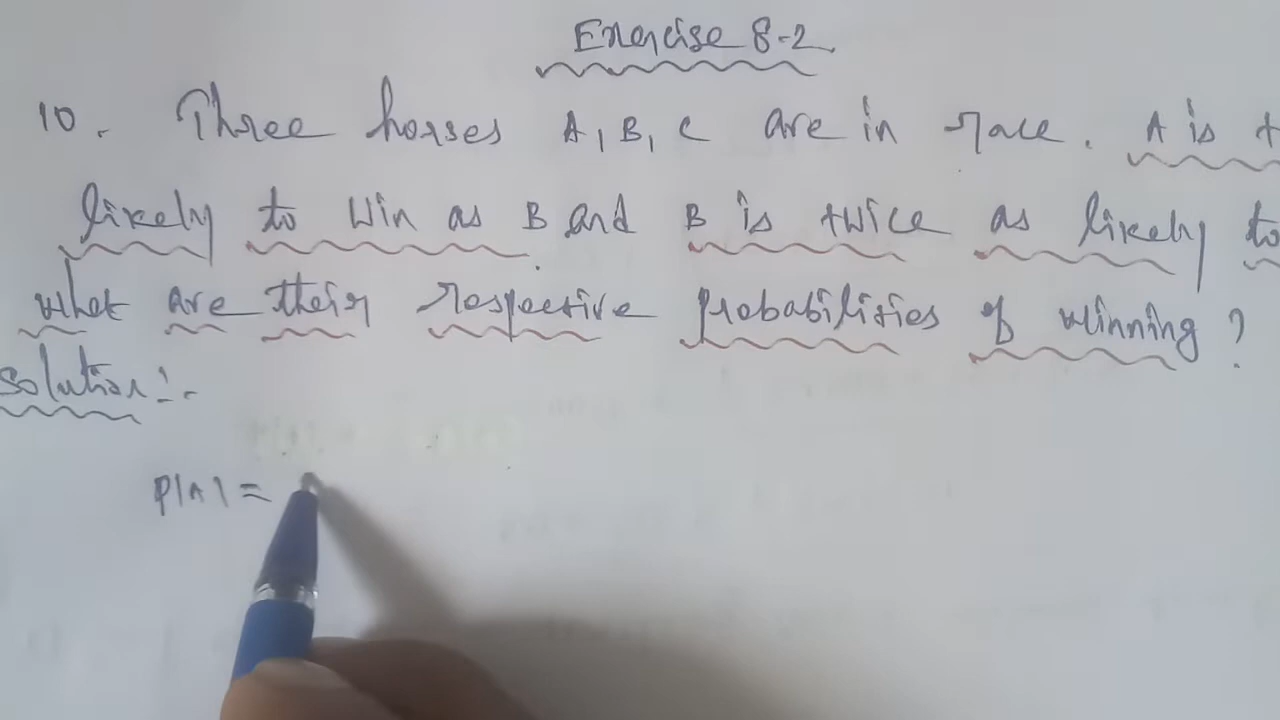 Exercise 8-2.
10. Three horses A, B, C are in race. A is t
likely to win as B and B is twice as likely to
what are their respective probabilities of winning?
Solution:-
P(A) =